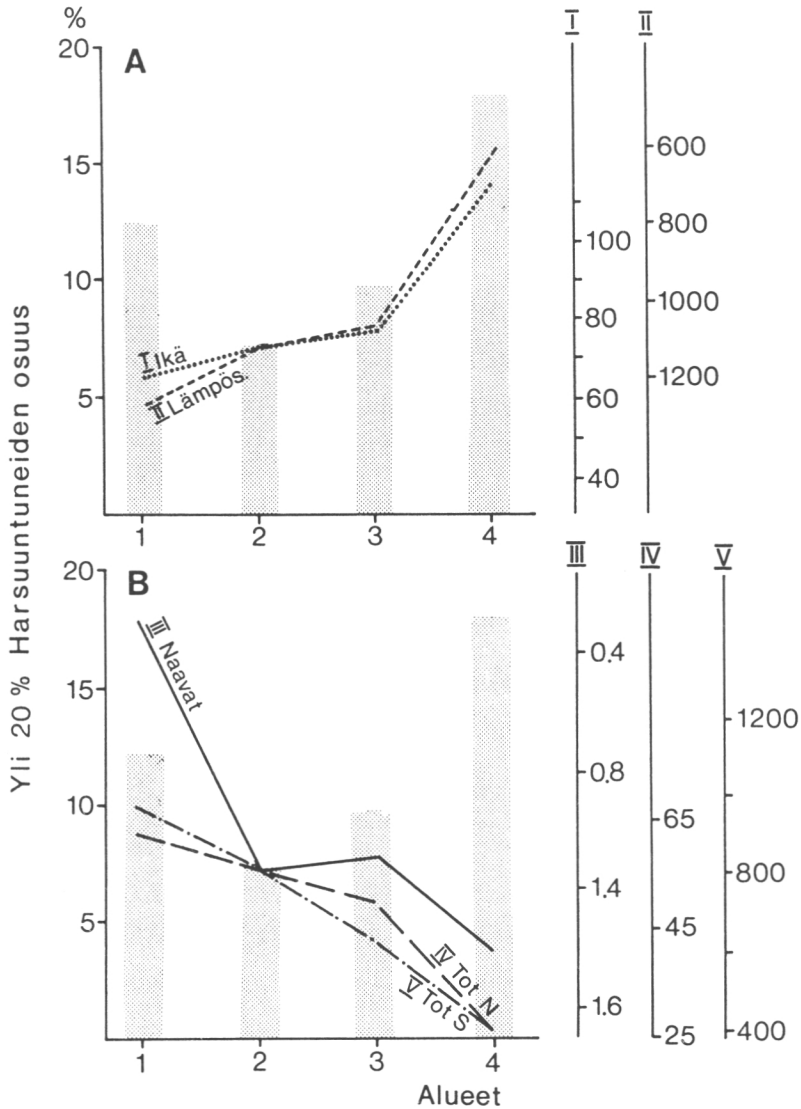 Yli 20 % Harsuuntuneiden osuus
%
A
20
15
10
5
I Ikä
II Lämpös.
1 2 3 4
I
100
80
60
40
II
600
800
1000
1200
B
20
15
10
5
III Naavat
IV Tot N
V Tot S
1 2 3 4
Alueet
III
0.4
0.8
1.4
1.6
IV
65
45
25
V
1200
800
400